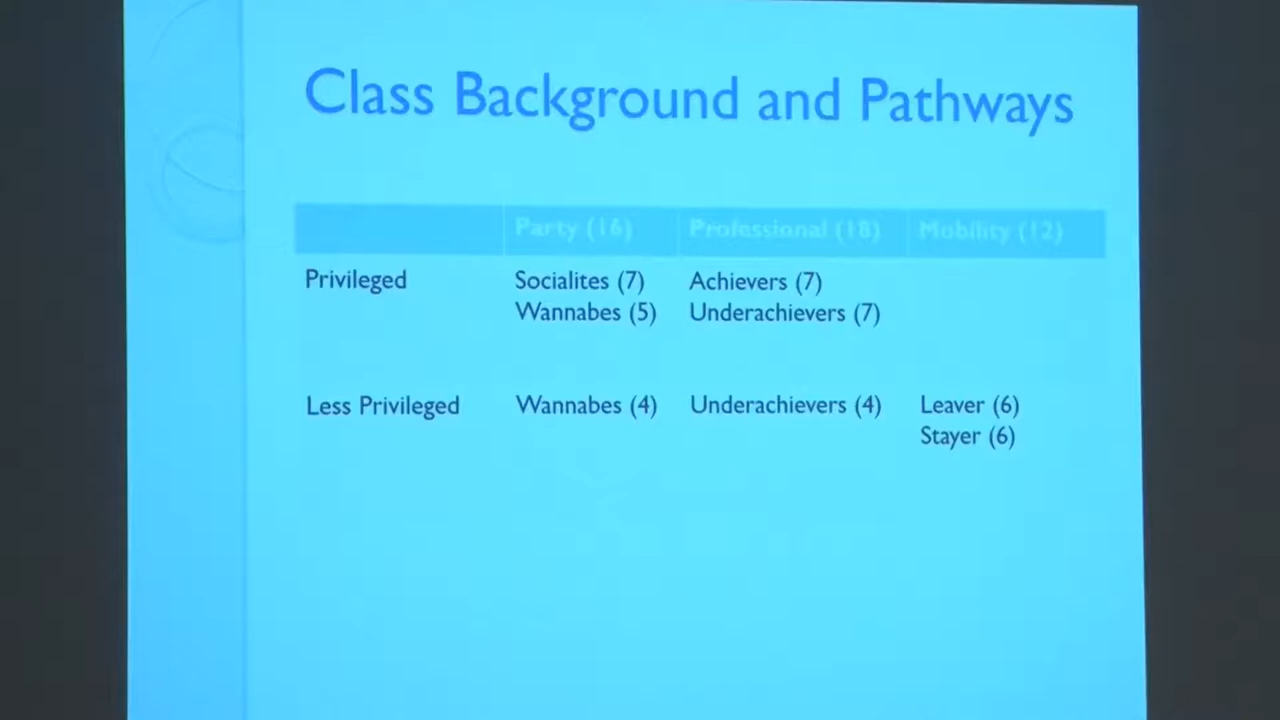 Class Background and Pathways
Party (16) Professional (18) Mobility (12)
Privileged Socialites (7) Achievers (7)
Wannabes (5) Underachievers (7)
Less Privileged Wannabes (4) Underachievers (4) Leaver (6)
Stayer (6)